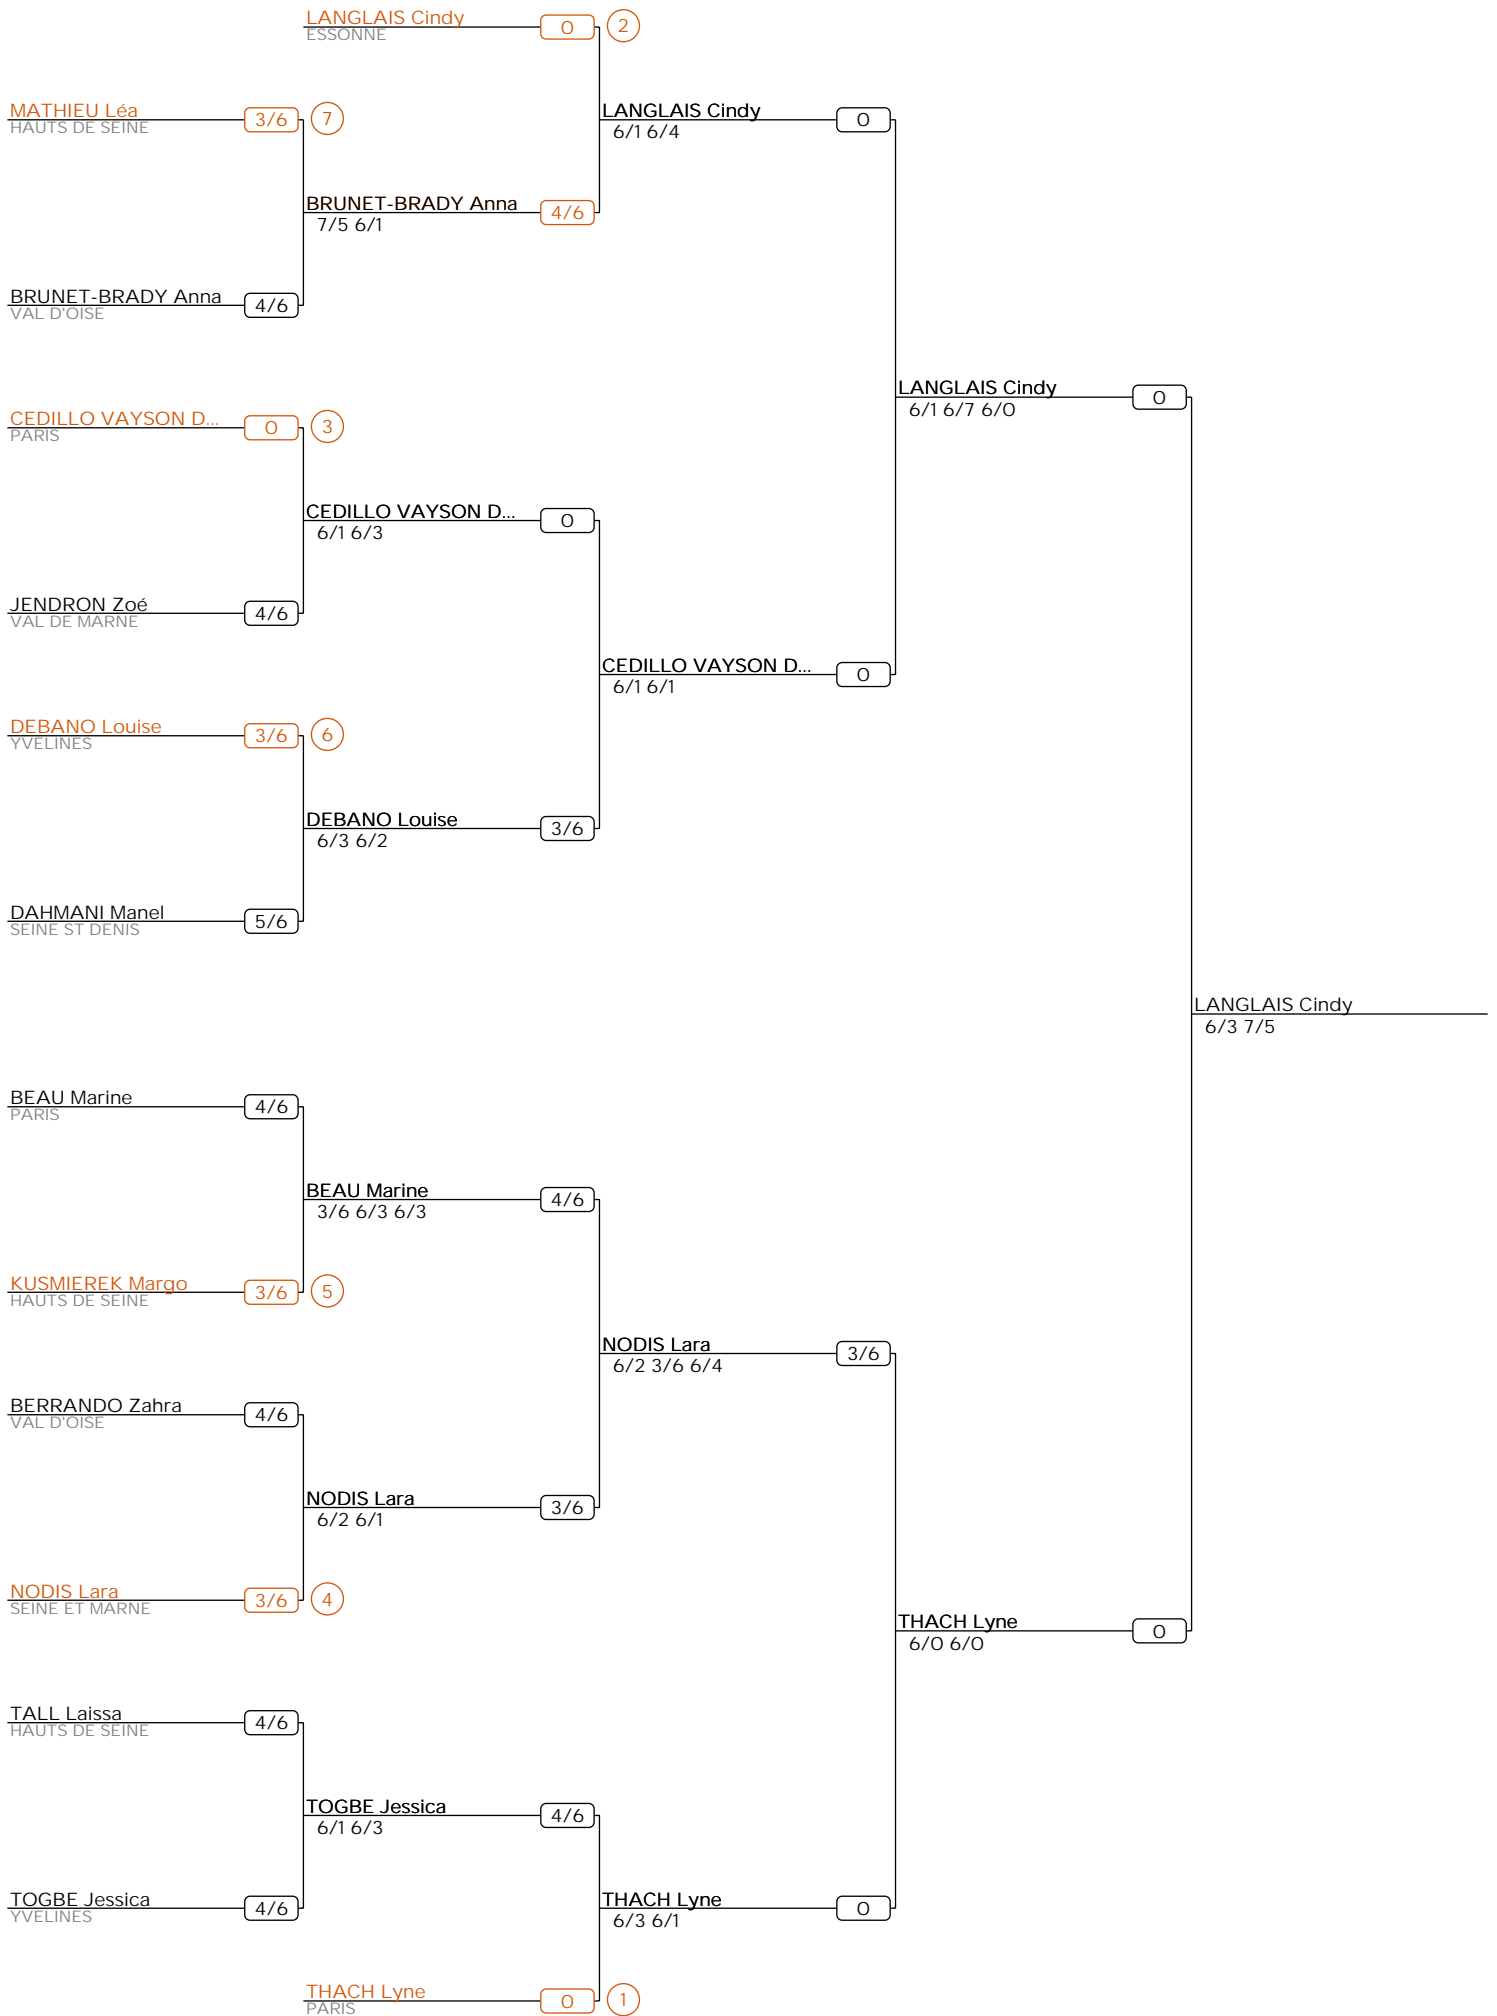 LANGLAIS Cindy
ESSONNE
0
2
MATHIEU Léa
HAUTS DE SEINE
3/6
7
LANGLAIS Cindy
6/1 6/4
0
BRUNET-BRADY Anna
7/5 6/1
4/6
BRUNET-BRADY Anna
VAL D'OISE
4/6
LANGLAIS Cindy
6/1 6/7 6/0
0
CEDILLO VAYSON D...
PARIS
0
3
CEDILLO VAYSON D...
6/1 6/3
0
JENDRON Zoé
VAL DE MARNE
4/6
CEDILLO VAYSON D...
6/1 6/1
0
DEBANO Louise
YVELINES
3/6
6
DEBANO Louise
6/3 6/2
3/6
DAHMANI Manel
SEINE ST DENIS
5/6
LANGLAIS Cindy
6/3 7/5
BEAU Marine
PARIS
4/6
BEAU Marine
3/6 6/3 6/3
4/6
KUSMIEREK Margo
HAUTS DE SEINE
3/6
5
NODIS Lara
6/2 3/6 6/4
3/6
BERRANDO Zahra
VAL D'OISE
4/6
NODIS Lara
6/2 6/1
3/6
NODIS Lara
SEINE ET MARNE
3/6
4
THACH Lyne
6/0 6/0
0
TALL Laissa
HAUTS DE SEINE
4/6
TOGBE Jessica
6/1 6/3
4/6
TOGBE Jessica
YVELINES
4/6
THACH Lyne
6/3 6/1
0
THACH Lyne
PARIS
0
1